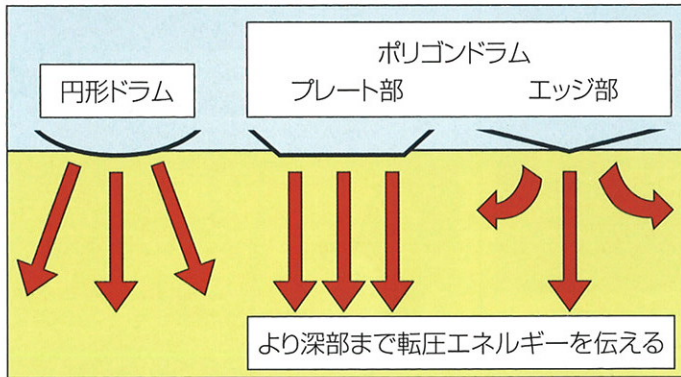 円形ドラム
ポリゴンドラム
プレート部
エッジ部
より深部まで転圧エネルギーを伝える